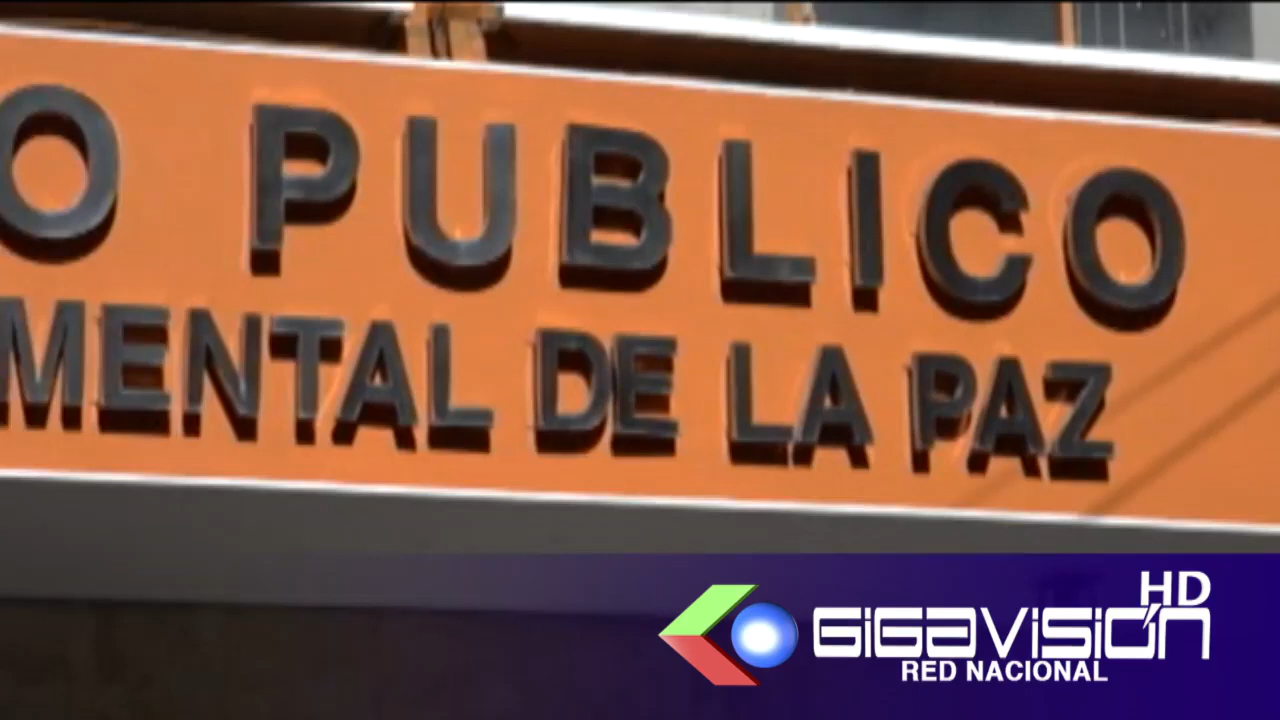 O PUBLICO
MENTAL DE LA PAZ
HD
GIGAVISIÓN
RED NACIONAL